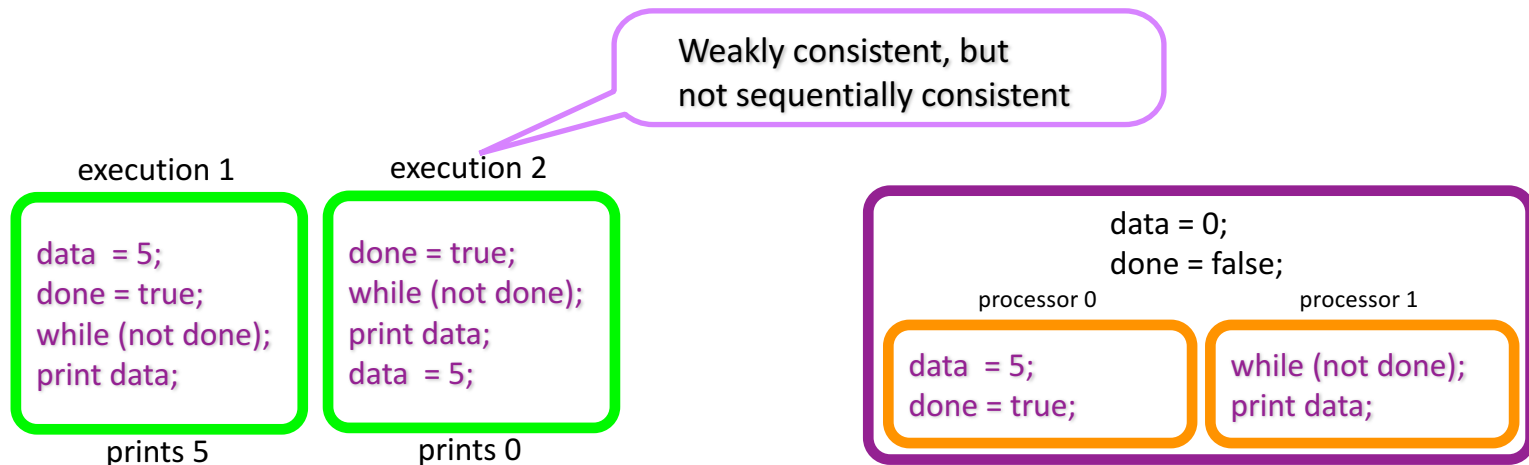 Weakly consistent, but
not sequentially consistent
execution 1
data  = 5;
done = true;
while (not done);
print data;
prints 5
execution 2
done = true;
while (not done);
print data;
data  = 5;
prints 0
data = 0;
done = false;
processor 0
data  = 5;
done = true;
processor 1
while (not done);
print data;